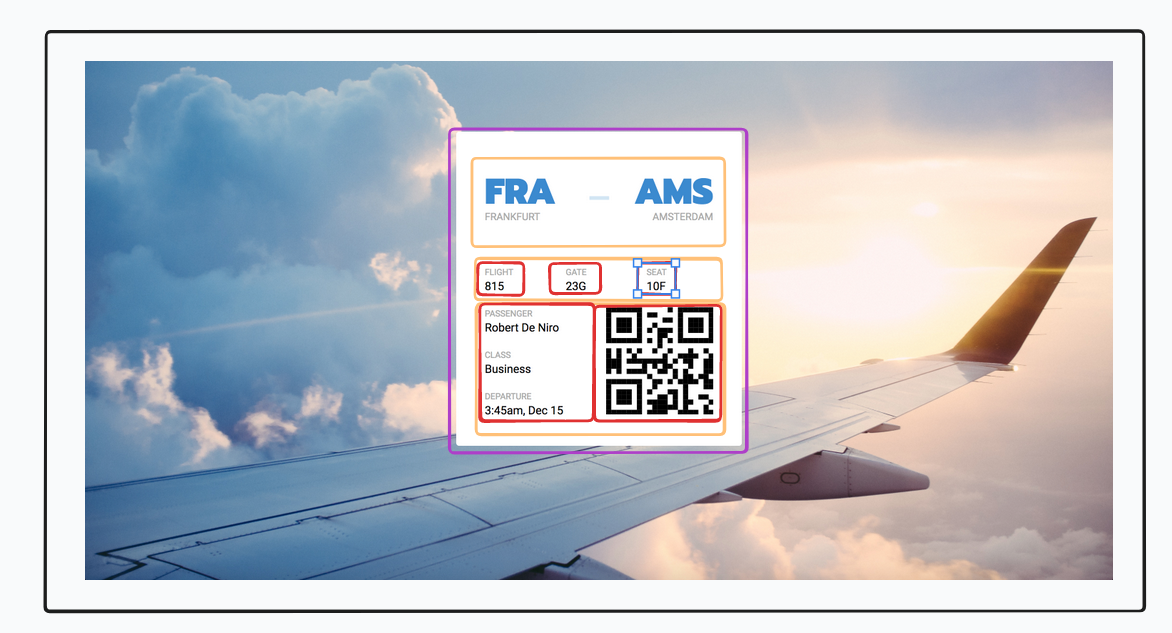 FRA – AMS
FRANKFURT AMSTERDAM
FLIGHT GATE SEAT
815 23G 10F
PASSENGER
Robert De Niro
CLASS
Business
DEPARTURE
3:45am, Dec 15